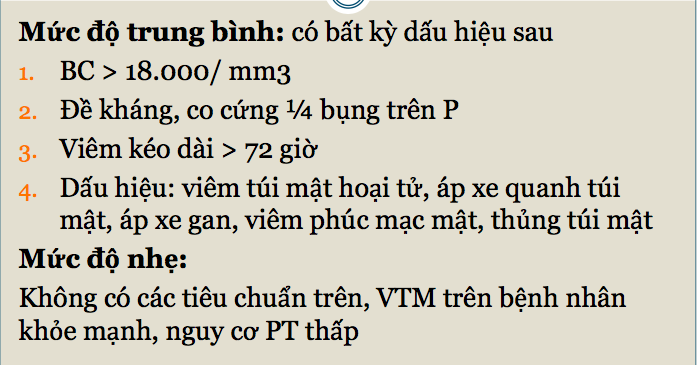 Mức độ trung bình: có bất kỳ dấu hiệu sau
1. BC > 18.000/ mm3
2. Đề kháng, co cứng ¼ bụng trên P
3. Viêm kéo dài > 72 giờ
4. Dấu hiệu: viêm túi mật hoại tử, áp xe quanh túi
mật, áp xe gan, viêm phúc mạc mật, thủng túi mật
Mức độ nhẹ:
Không có các tiêu chuẩn trên, VTM trên bệnh nhân
khỏe mạnh, nguy cơ PT thấp